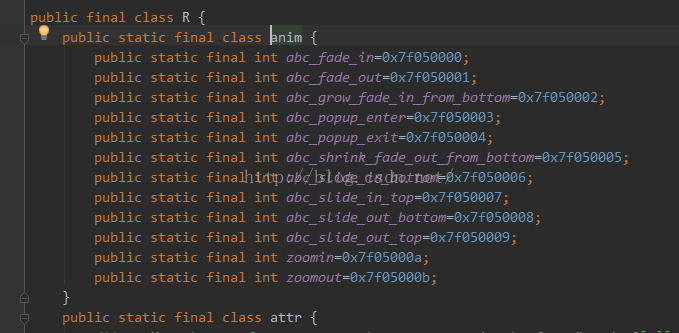 public final class R {
    public static final class anim {
        public static final int abc_fade_in=0x7f050000;
        public static final int abc_fade_out=0x7f050001;
        public static final int abc_grow_fade_in_from_bottom=0x7f050002;
        public static final int abc_popup_enter=0x7f050003;
        public static final int abc_popup_exit=0x7f050004;
        public static final int abc_shrink_fade_out_from_bottom=0x7f050005;
        public static final int abc_slide_in_bottom=0x7f050006;
http://blog.csdn.net/
        public static final int abc_slide_in_top=0x7f050007;
        public static final int abc_slide_out_bottom=0x7f050008;
        public static final int abc_slide_out_top=0x7f050009;
        public static final int zoomin=0x7f05000a;
        public static final int zoomout=0x7f05000b;
    }
    public static final class attr {